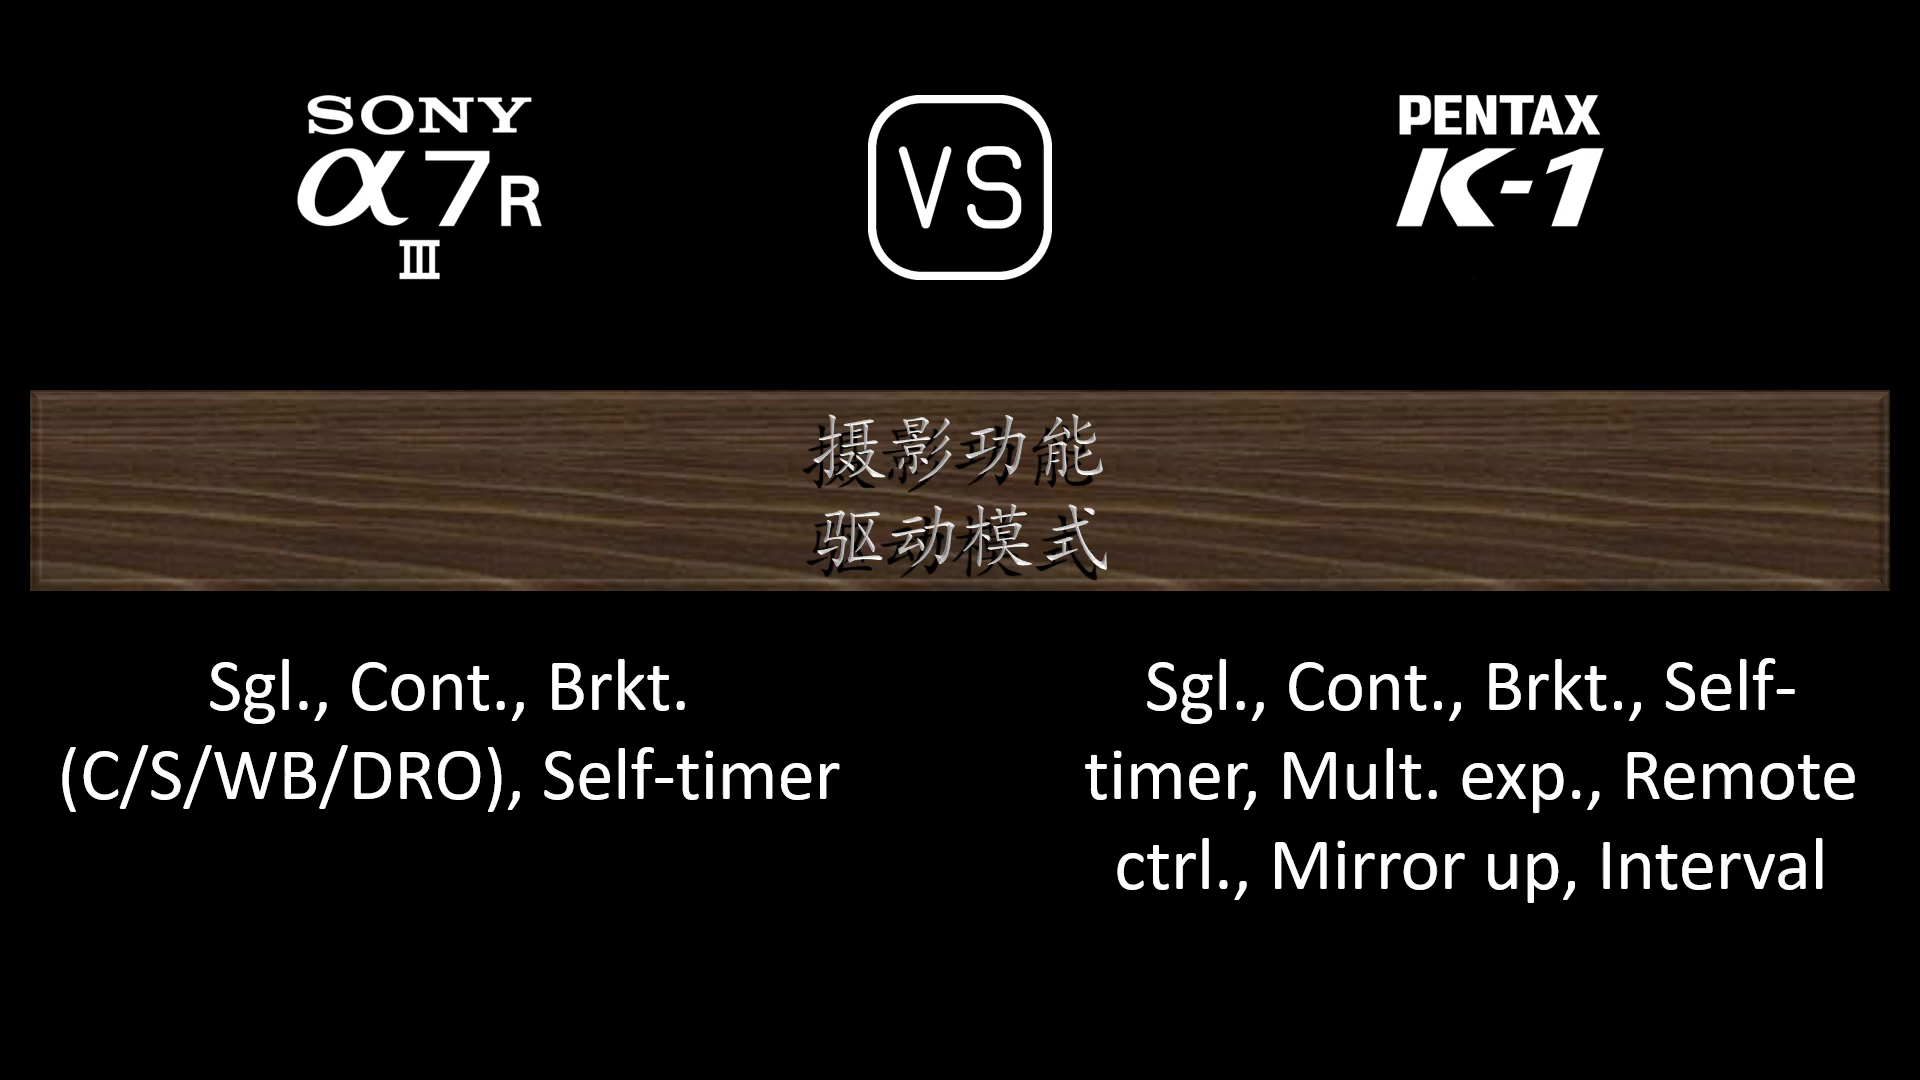 SONY
α7R
III
VS
PENTAX
K-1
摄影功能
驱动模式
Sgl., Cont., Brkt.
(C/S/WB/DRO), Self-timer
Sgl., Cont., Brkt., Self-
timer, Mult. exp., Remote
ctrl., Mirror up, Interval